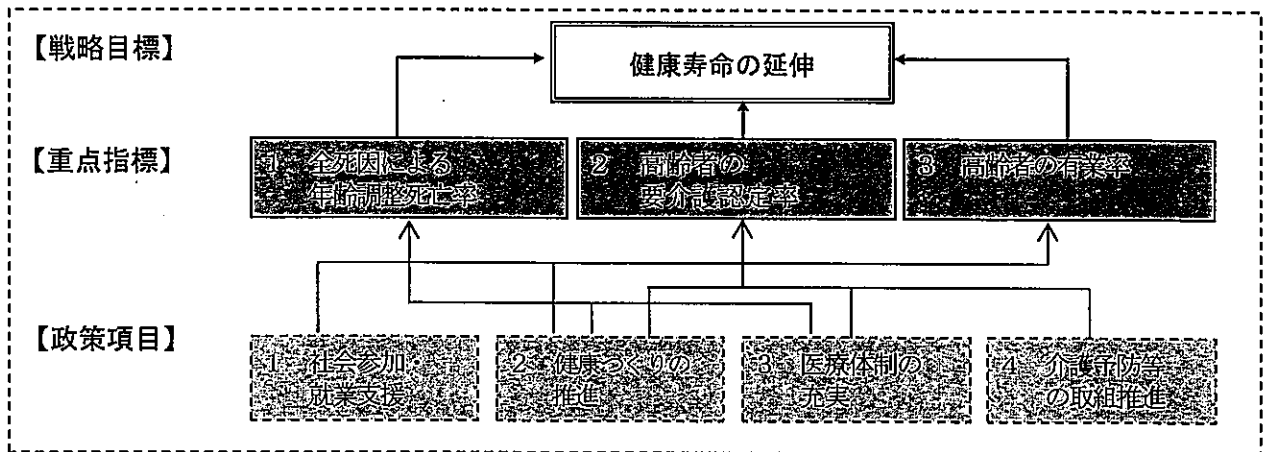 【戦略目標】
健康寿命の延伸
【重点指標】
1 全死因による
年齢調整死亡率
2 高齢者の
要介護認定率
3 高齢者の有業率
【政策項目】
1 社会参加・
就業支援
2 健康づくりの
推進
3 医療体制の
充実
4 介護予防等
の取組推進